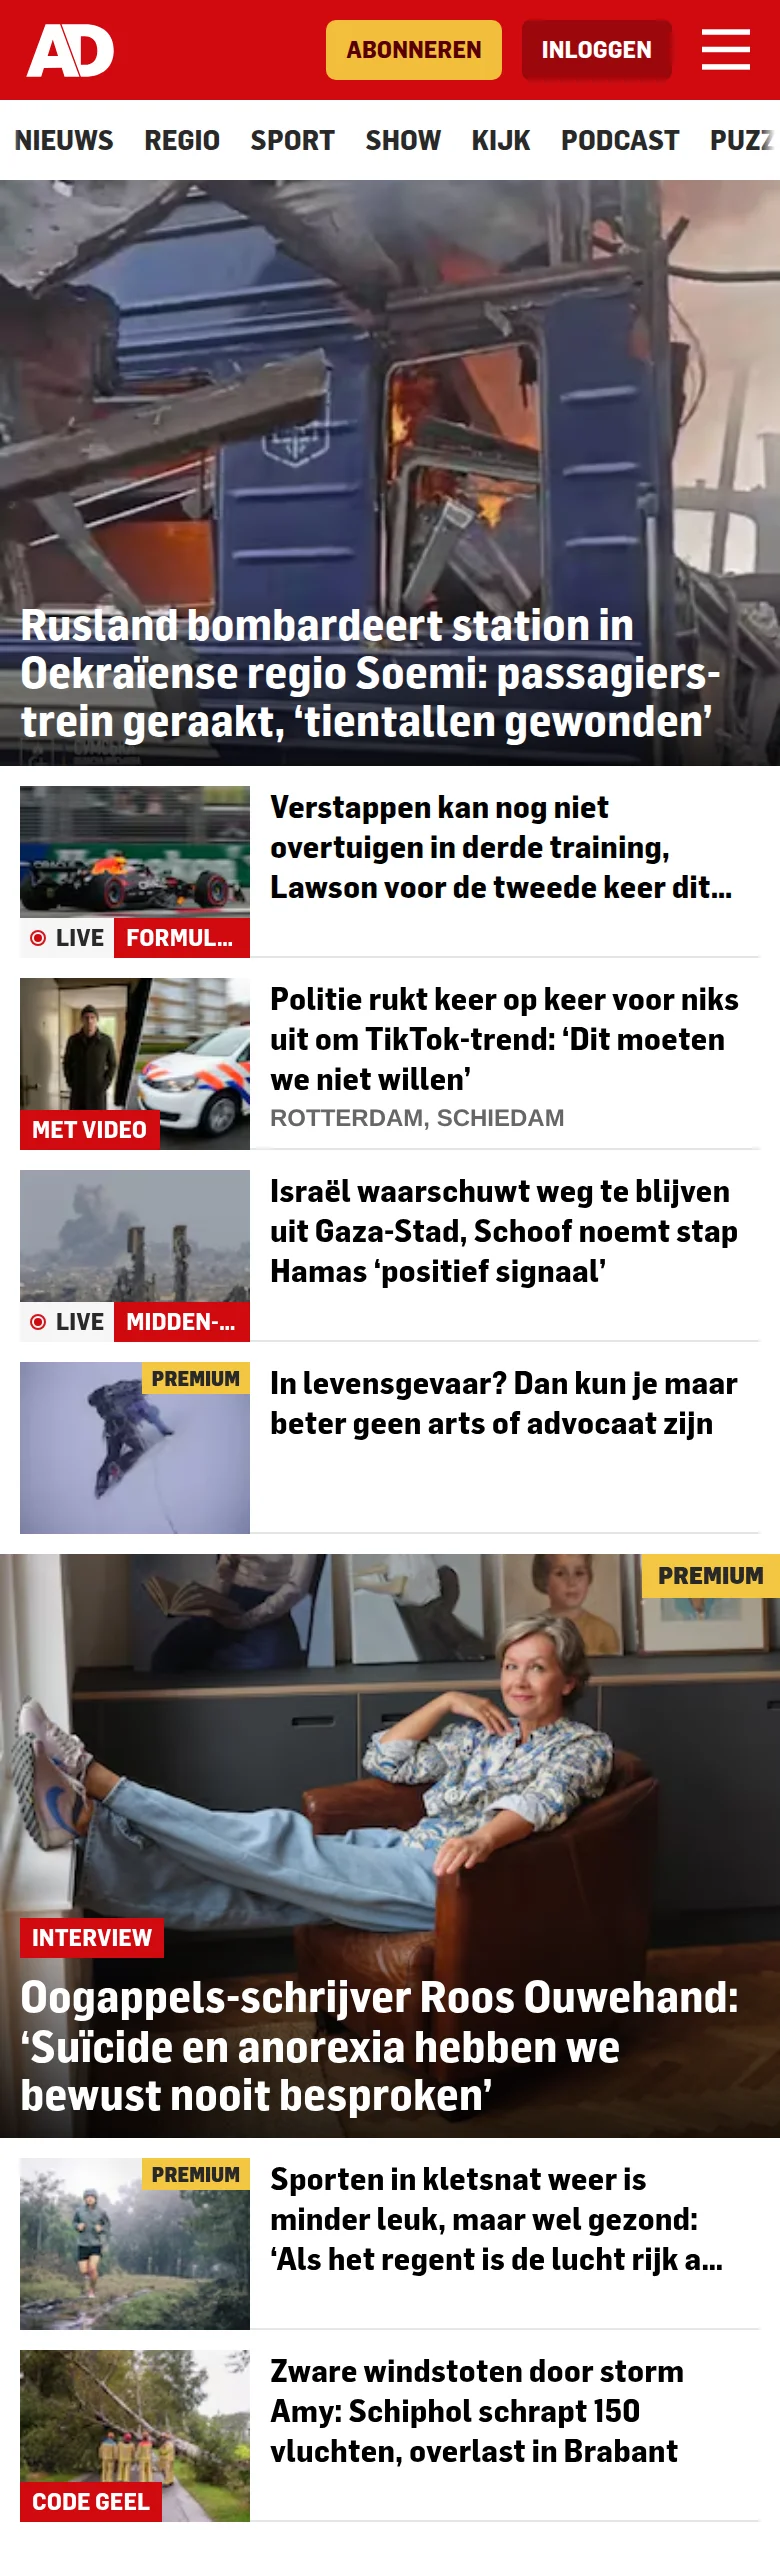 AD
ABONNEREN
INLOGGEN
NIEUWS REGIO SPORT SHOW KIJK PODCAST PUZZ
Rusland bombardeert station in
Oekraïense regio Soemi: passagiers-
trein geraakt, ‘tientallen gewonden’
Verstappen kan nog niet
overtuigen in derde training,
Lawson voor de tweede keer dit...
LIVE FORMUL...
Politie rukt keer op keer voor niks
uit om TikTok-trend: ‘Dit moeten
we niet willen’
ROTTERDAM, SCHIEDAM
MET VIDEO
Israël waarschuwt weg te blijven
uit Gaza-Stad, Schoof noemt stap
Hamas ‘positief signaal’
LIVE MIDDEN-...
PREMIUM
In levensgevaar? Dan kun je maar
beter geen arts of advocaat zijn
PREMIUM
INTERVIEW
Oogappels-schrijver Roos Ouwehand:
‘Suïcide en anorexia hebben we
bewust nooit besproken’
PREMIUM
Sporten in kletsnat weer is
minder leuk, maar wel gezond:
‘Als het regent is de lucht rijk a...
Zware windstoten door storm
Amy: Schiphol schrapt 150
vluchten, overlast in Brabant
CODE GEEL